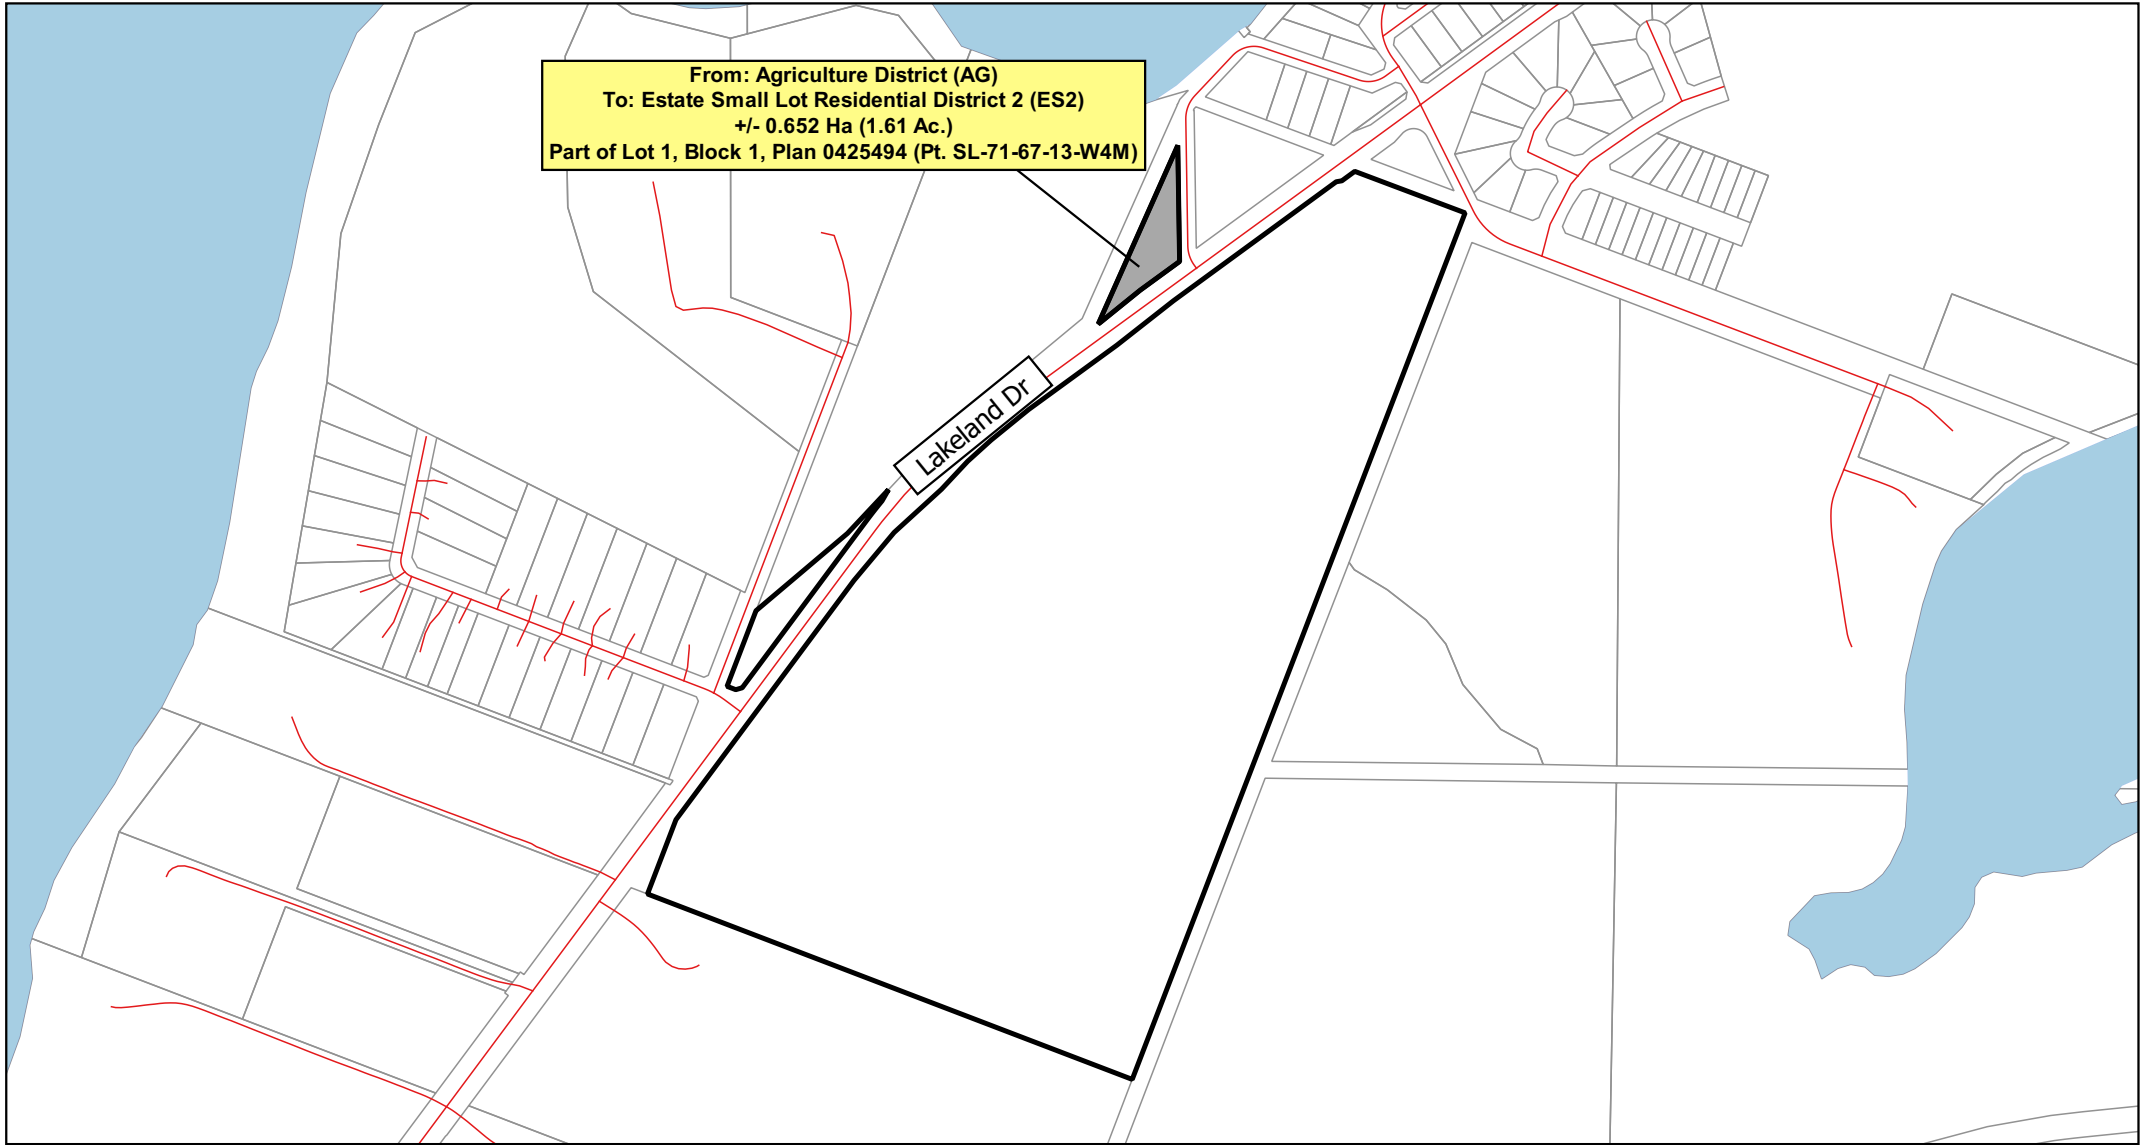 From: Agriculture District (AG)
To: Estate Small Lot Residential District 2 (ES2)
+/- 0.652 Ha (1.61 Ac.)
Part of Lot 1, Block 1, Plan 0425494 (Pt. SL-71-67-13-W4M)
Lakeland Dr